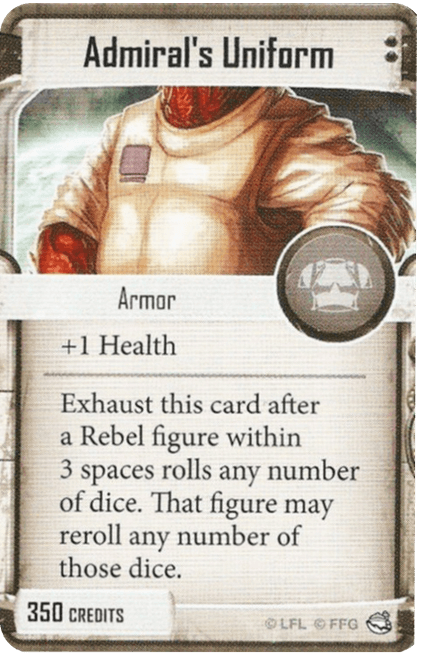 Admiral's Uniform
Armor
+1 Health
Exhaust this card after
a Rebel figure within
3 spaces rolls any number
of dice. That figure may
reroll any number of
those dice.
350 CREDITS
© LFL © FFG